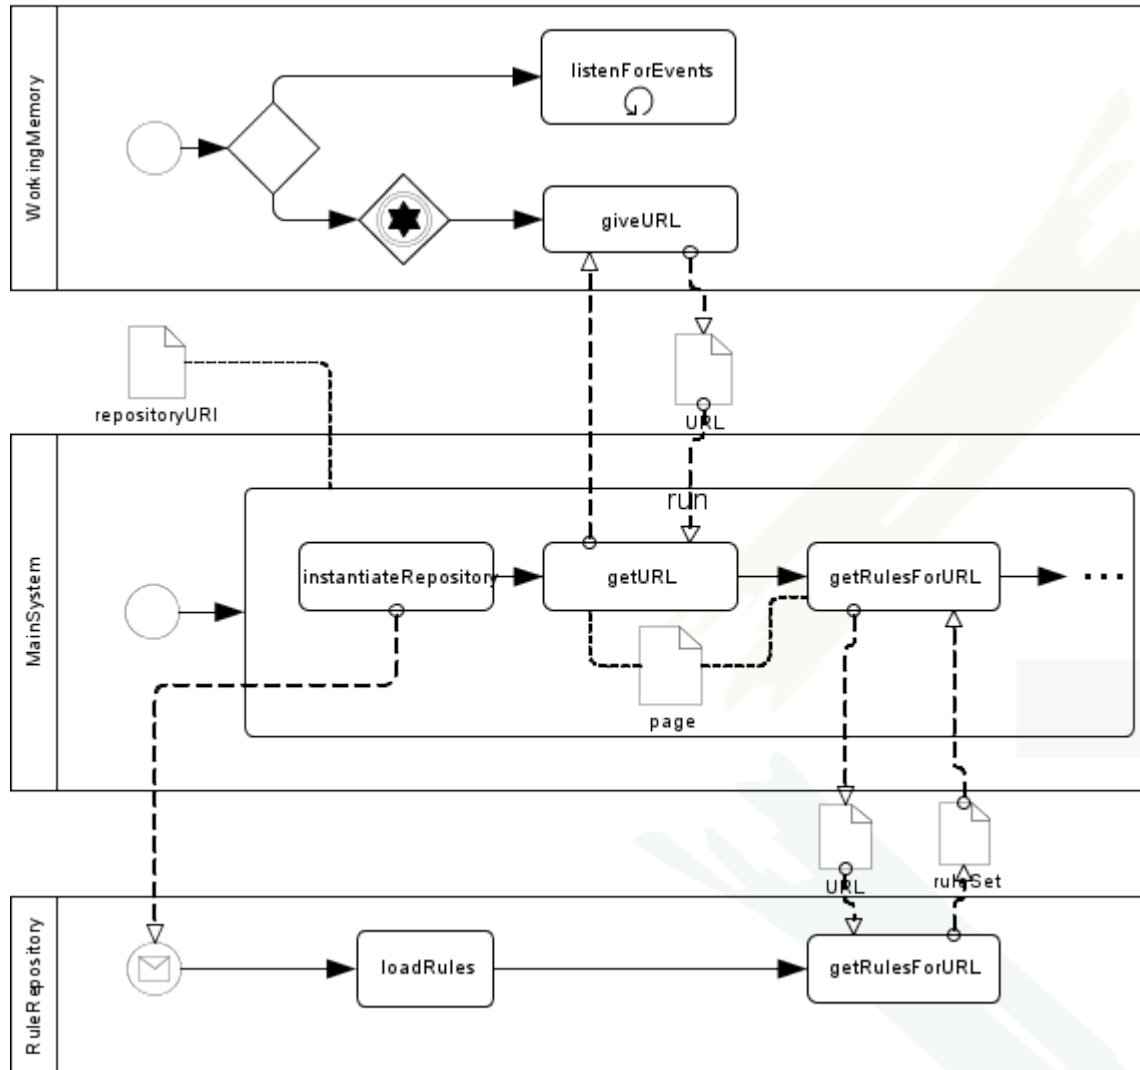 WorkingMemory
listenForEvents
giveURL
repositoryURI
URL
MainSystem
run
instantiateRepository
getURL
getRulesForURL
...
page
URL
ruleSet
RuleRepository
loadRules
getRulesForURL